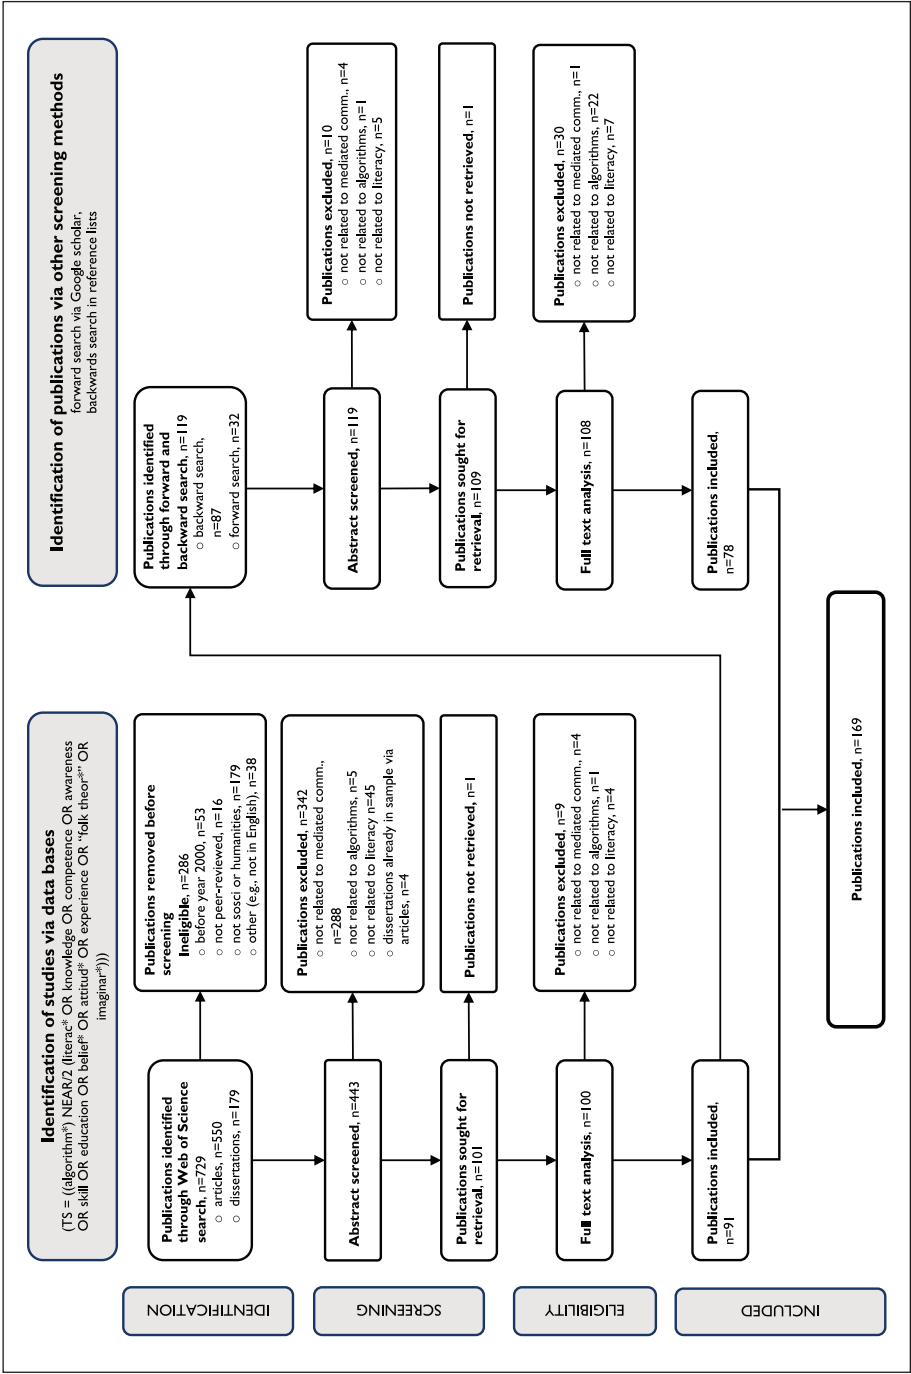 Identification of studies via data bases
(TS = ((algorithm*) NEAR/2 (literac* OR knowledge OR competence OR awareness
OR skill OR education OR belief* OR attitud* OR experience OR “folk theor*” OR
imaginar*)))
Identification of publications via other screening methods
forward search via Google scholar,
backwards search in reference lists
IDENTIFICATION
Publications identified
through Web of Science
search, n=729
○ articles, n=550
○ dissertations, n=179
Publications removed before
screening
Ineligible, n=286
○ before year 2000, n=53
○ not peer-reviewed, n=16
○ not sosci or humanities, n=179
○ other (e.g., not in English), n=38
Publications identified
through forward and
backward search, n=119
○ backward search,
n=87
○ forward search, n=32
SCREENING
Abstract screened, n=443
Publications excluded, n=342
○ not related to mediated comm.,
n=288
○ not related to algorithms, n=5
○ not related to literacy n=45
○ dissertations already in sample via
articles, n=4
Abstract screened, n=119
Publications excluded, n=10
○ not related to mediated comm., n=4
○ not related to algorithms, n=1
○ not related to literacy, n=5
Publications sought for
retrieval, n=101
Publications not retrieved, n=1
Publications sought for
retrieval, n=109
Publications not retrieved, n=1
ELIGIBILITY
Full text analysis, n=100
Publications excluded, n=9
○ not related to mediated comm., n=4
○ not related to algorithms, n=1
○ not related to literacy, n=4
Full text analysis, n=108
Publications excluded, n=30
○ not related to mediated comm., n=1
○ not related to algorithms, n=22
○ not related to literacy, n=7
INCLUDED
Publications included,
n=91
Publications included,
n=78
Publications included, n=169